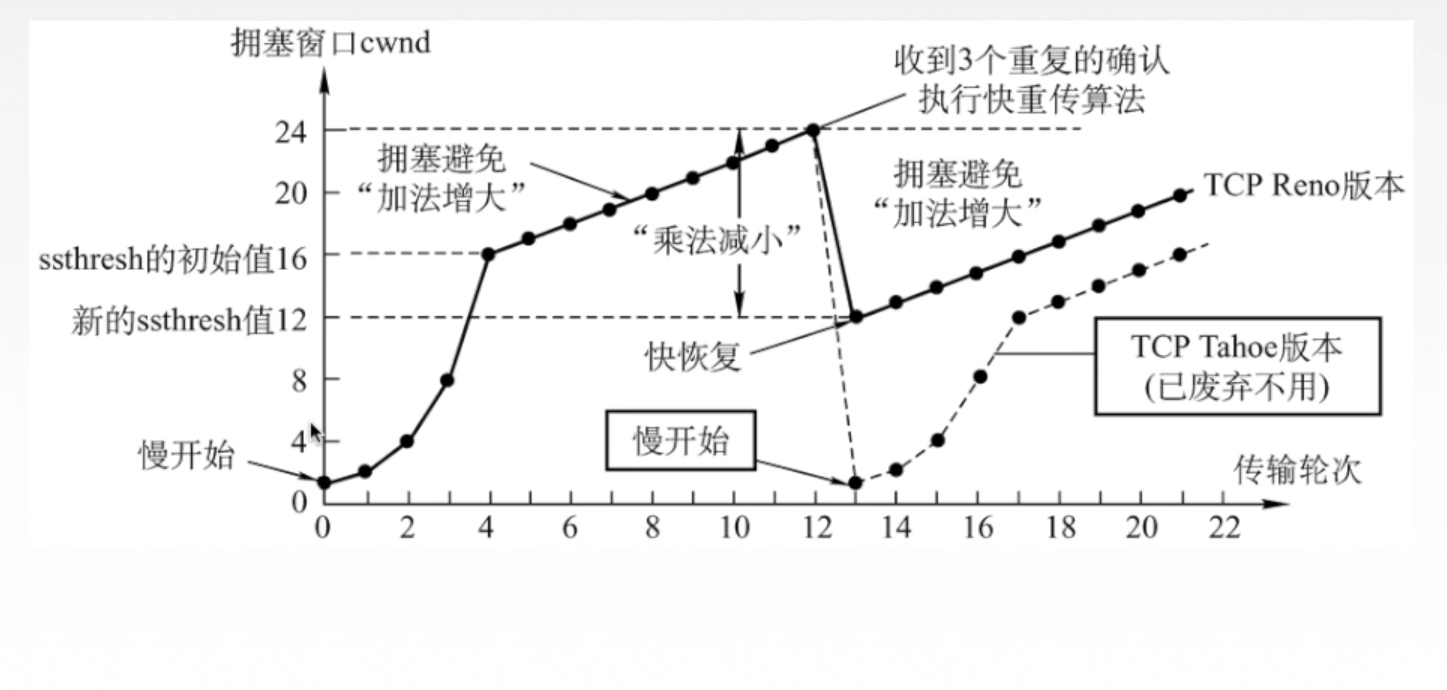 拥塞窗口cwnd
收到3个重复的确认
执行快重传算法
24
拥塞避免
“加法增大”
拥塞避免
“加法增大”
20
TCP Reno版本
“乘法减小”
ssthresh的初始值16
新的ssthresh值12
快恢复
TCP Tahoe版本
(已废弃不用)
8
4
慢开始
慢开始
传输轮次
0
0 2 4 6 8 10 12 14 16 18 20 22